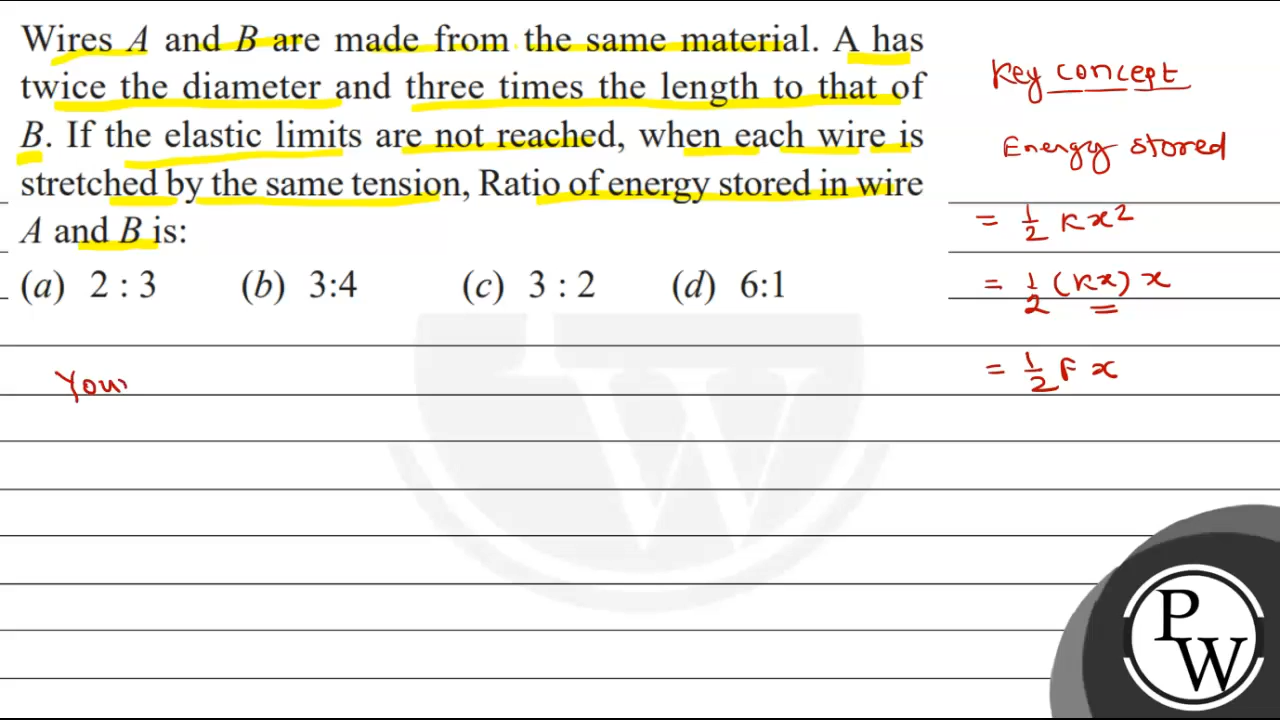 Wires A and B are made from the same material. A has
twice the diameter and three times the length to that of
B. If the elastic limits are not reached, when each wire is
stretched by the same tension, Ratio of energy stored in wire
A and B is:
(a) 2 : 3 (b) 3:4 (c) 3 : 2 (d) 6:1
Key concept
Energy stored
= 1/2 Kx²
= 1/2 (Kx) x
= 1/2 F x
Your
PW